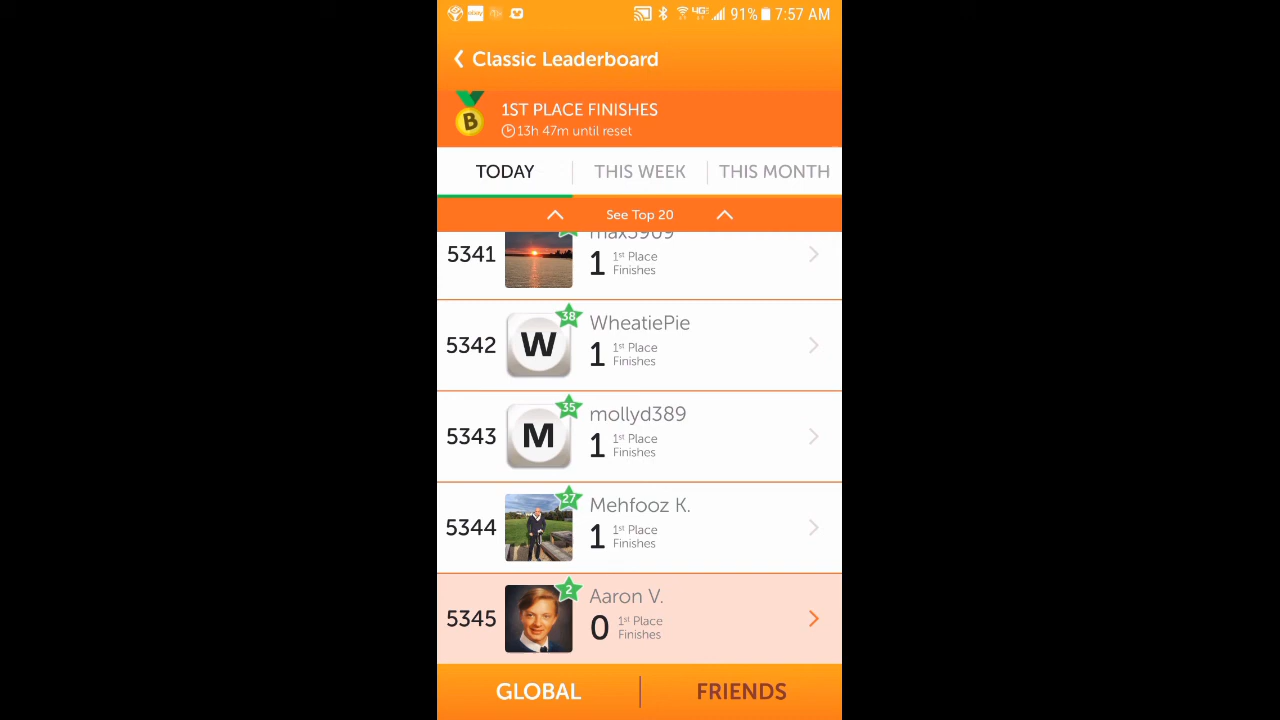 ebay 4G 91% 7:57 AM
Classic Leaderboard
B
1ST PLACE FINISHES
13h 47m until reset
TODAY THIS WEEK THIS MONTH
See Top 20
5341
1 1st Place
Finishes
5342 W 38 WheatiePie
1 1st Place
Finishes
5343 M 35 mollyd389
1 1st Place
Finishes
5344 27 Mehfooz K.
1 1st Place
Finishes
5345 2 Aaron V.
0 1st Place
Finishes
GLOBAL FRIENDS